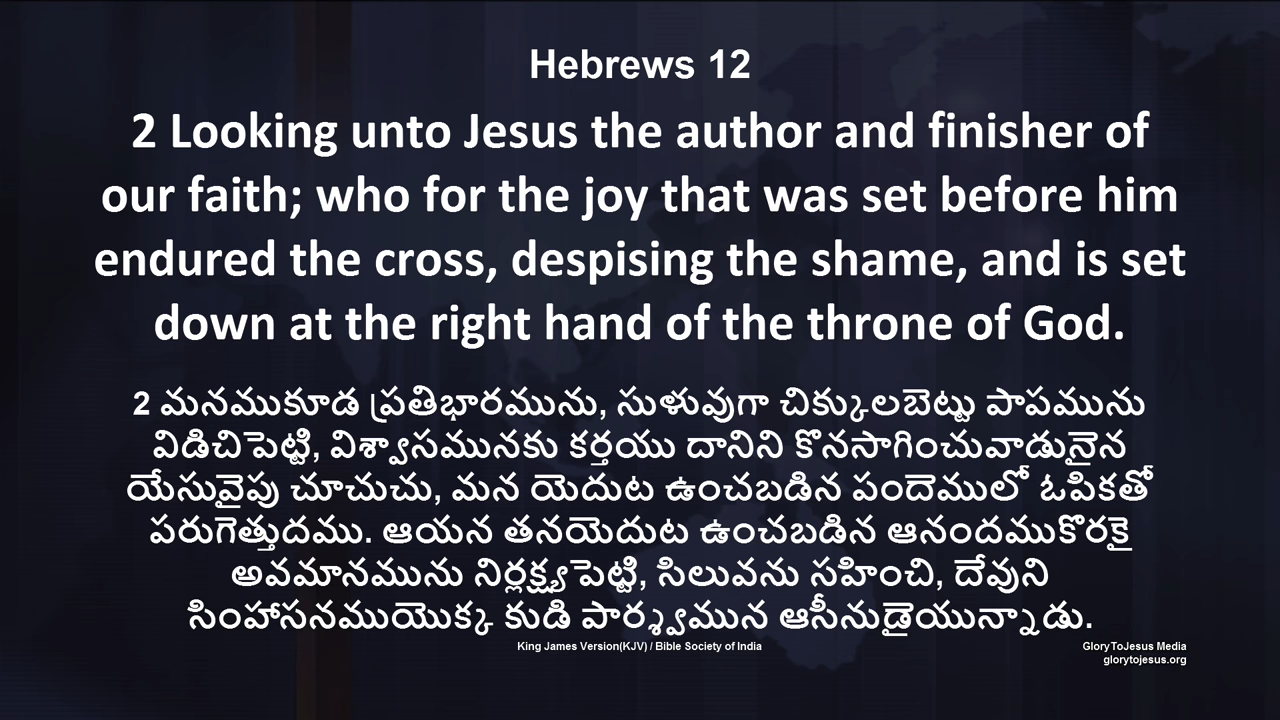 Hebrews 12
2 Looking unto Jesus the author and finisher of
our faith; who for the joy that was set before him
endured the cross, despising the shame, and is set
down at the right hand of the throne of God.
2 మనముకూడ ప్రతిభారమును, సుళువుగా చిక్కులబెట్టు పాపమును
విడిచిపెట్టి, విశ్వాసమునకు కర్తయు దానిని కొనసాగించువాడునైన
యేసువైపు చూచుచు, మన యెదుట ఉంచబడిన పందెములో ఓపికతో
పరుగెత్తుదము. ఆయన తనయెదుట ఉంచబడిన ఆనందముకొరకై
అవమానమును నిర్లక్ష్యపెట్టి, సిలువను సహించి, దేవుని
సింహాసనముయొక్క కుడి పార్శ్వమున ఆసీనుడైయున్నాడు.
King James Version(KJV) / Bible Society of India
GloryToJesus Media
glorytojesus.org